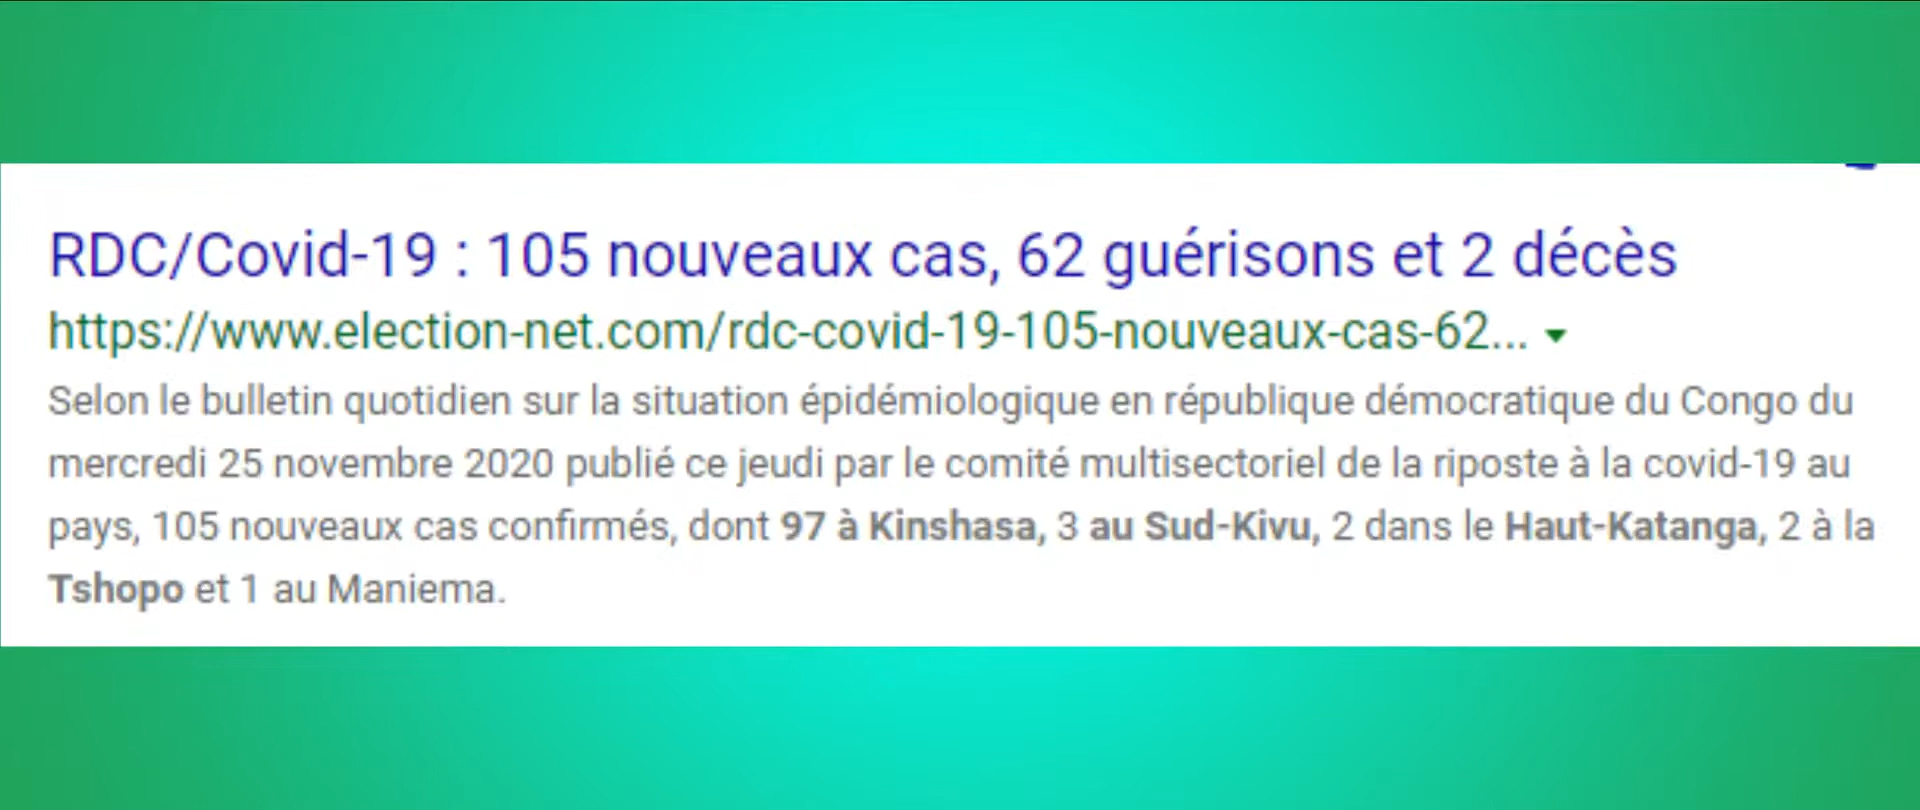 RDC/Covid-19 : 105 nouveaux cas, 62 guérisons et 2 décès
https://www.election-net.com/rdc-covid-19-105-nouveaux-cas-62...
Selon le bulletin quotidien sur la situation épidémiologique en république démocratique du Congo du
mercredi 25 novembre 2020 publié ce jeudi par le comité multisectoriel de la riposte à la covid-19 au
pays, 105 nouveaux cas confirmés, dont 97 à Kinshasa, 3 au Sud-Kivu, 2 dans le Haut-Katanga, 2 à la
Tshopo et 1 au Maniema.